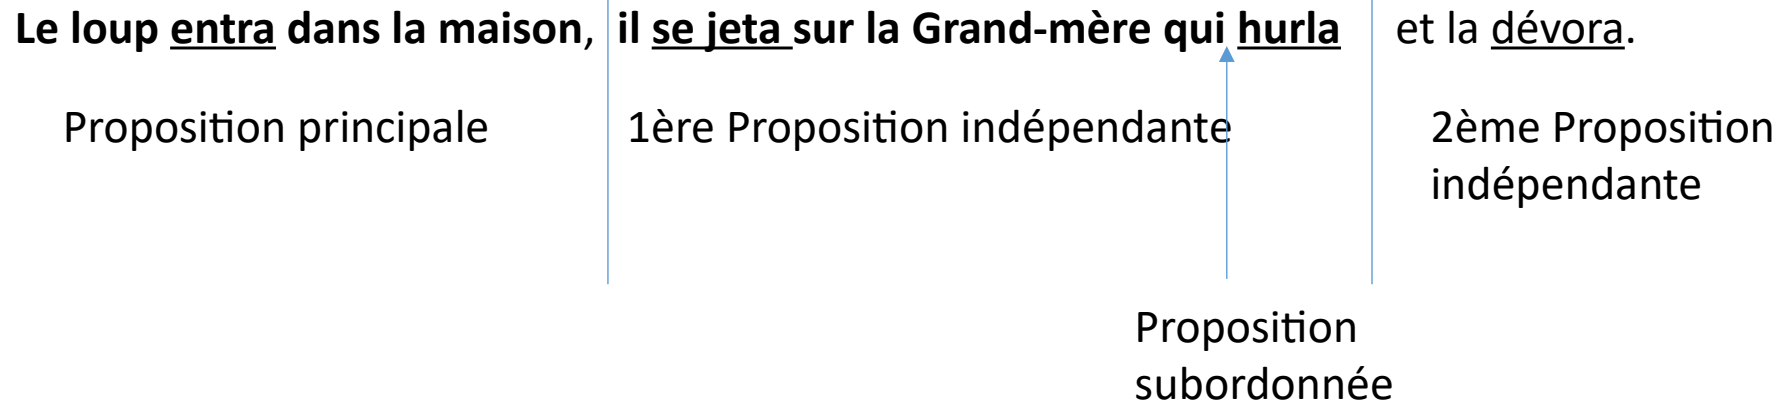 Le loup entra dans la maison, il se jeta sur la Grand-mère qui hurla et la dévora.
Proposition principale
1ère Proposition indépendante
2ème Proposition
indépendante
Proposition
subordonnée